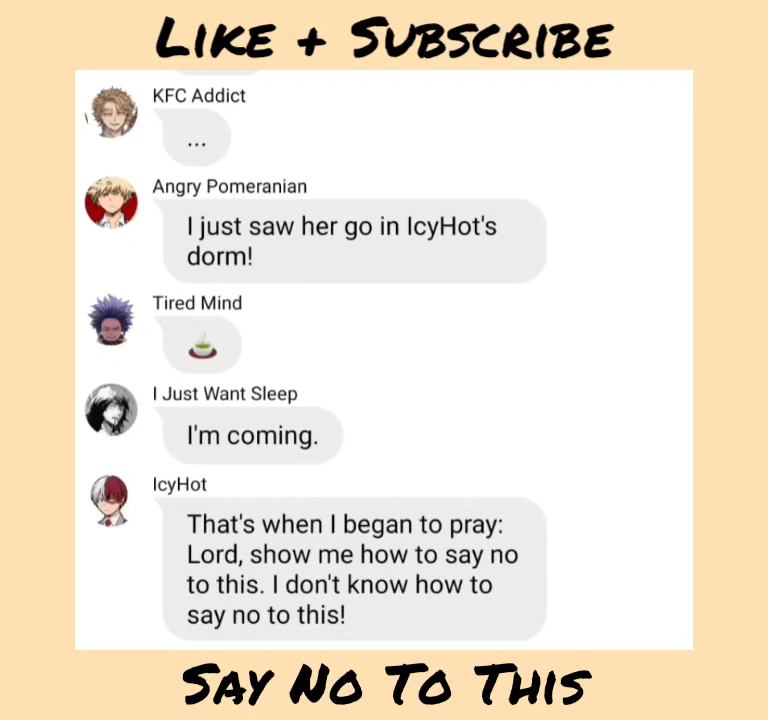 LIKE + SUBSCRIBE
KFC Addict
...
Angry Pomeranian
I just saw her go in IcyHot's
dorm!
Tired Mind
🍵
I Just Want Sleep
I'm coming.
IcyHot
That's when I began to pray:
Lord, show me how to say no
to this. I don't know how to
say no to this!
SAY NO TO THIS